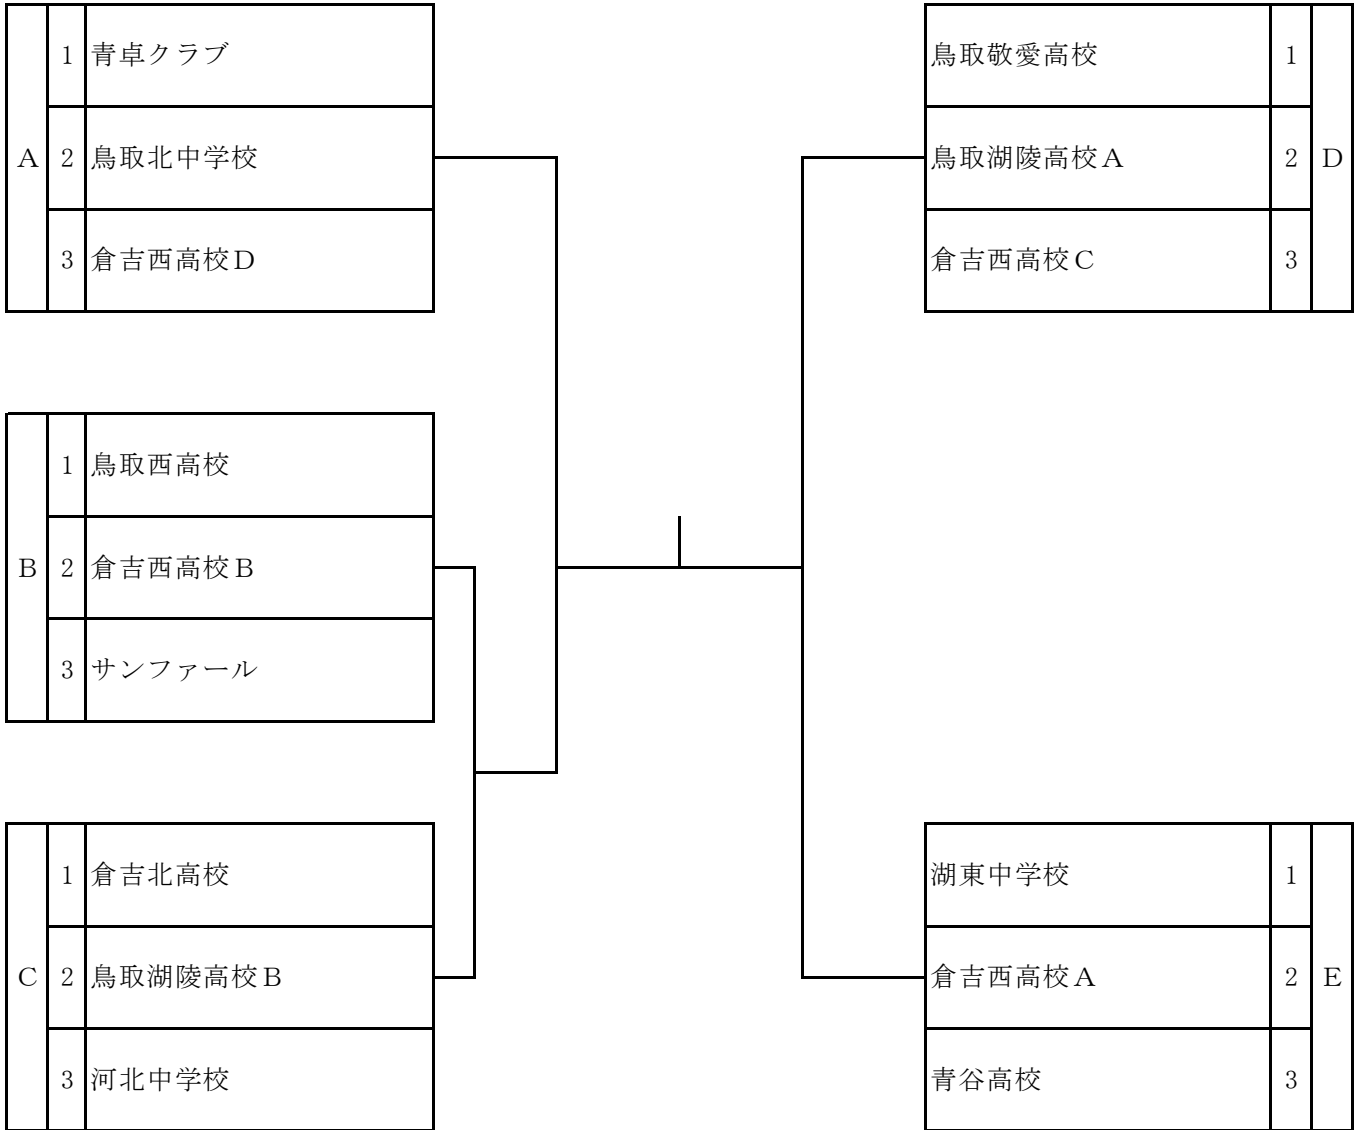 A
1 青卓クラブ
2 鳥取北中学校
3 倉吉西高校D
B
1 鳥取西高校
2 倉吉西高校B
3 サンファール
C
1 倉吉北高校
2 鳥取湖陵高校B
3 河北中学校
鳥取敬愛高校 1
鳥取湖陵高校A 2
倉吉西高校C 3
D
湖東中学校 1
倉吉西高校A 2
青谷高校 3
E